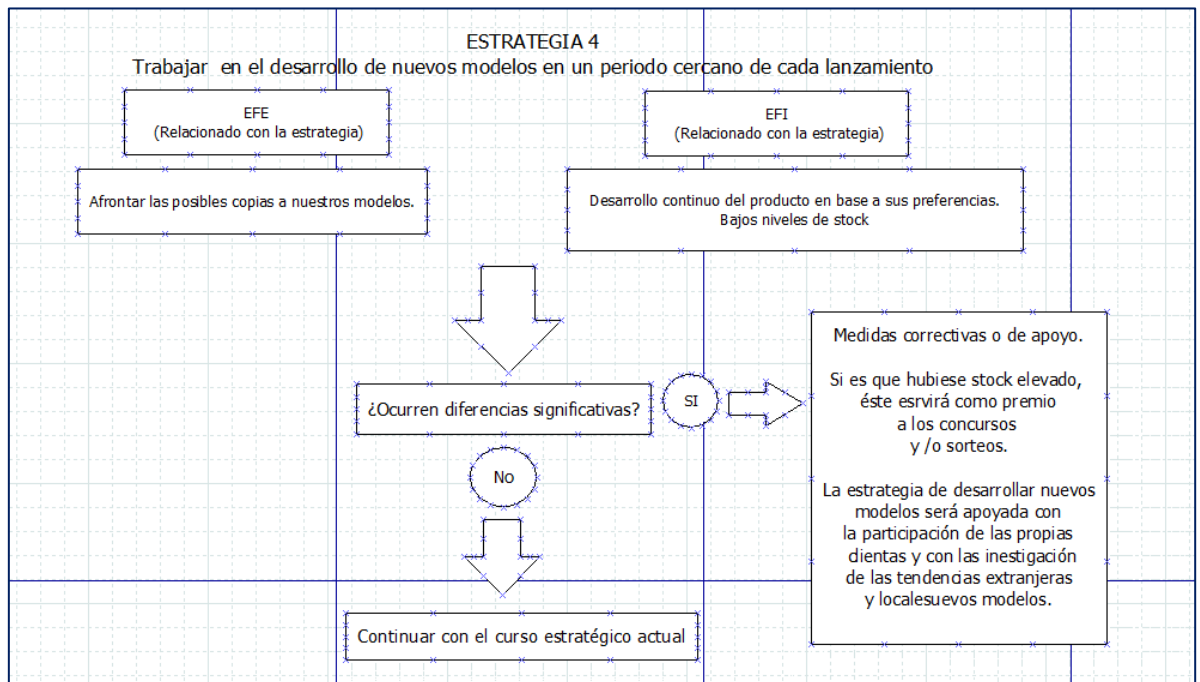 ESTRATEGIA 4
Trabajar en el desarrollo de nuevos modelos en un periodo cercano de cada lanzamiento
EFE
(Relacionado con la estrategia)
EFI
(Relacionado con la estrategia)
Afrontar las posibles copias a nuestros modelos.
Desarrollo continuo del producto en base a sus preferencias.
Bajos niveles de stock
¿Ocurren diferencias significativas?
SI
Medidas correctivas o de apoyo.
Si es que hubiese stock elevado,
éste esrvirá como premio
a los concursos
y /o sorteos.
La estrategia de desarrollar nuevos
modelos será apoyada con
la participación de las propias
clientas y con las inestigación
de las tendencias extranjeras
y localesuevos modelos.
No
Continuar con el curso estratégico actual